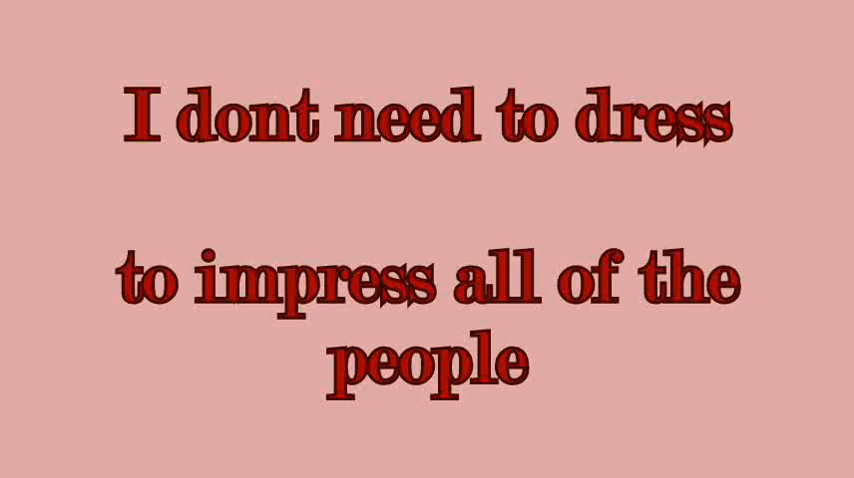 I dont need to dress
to impress all of the
people